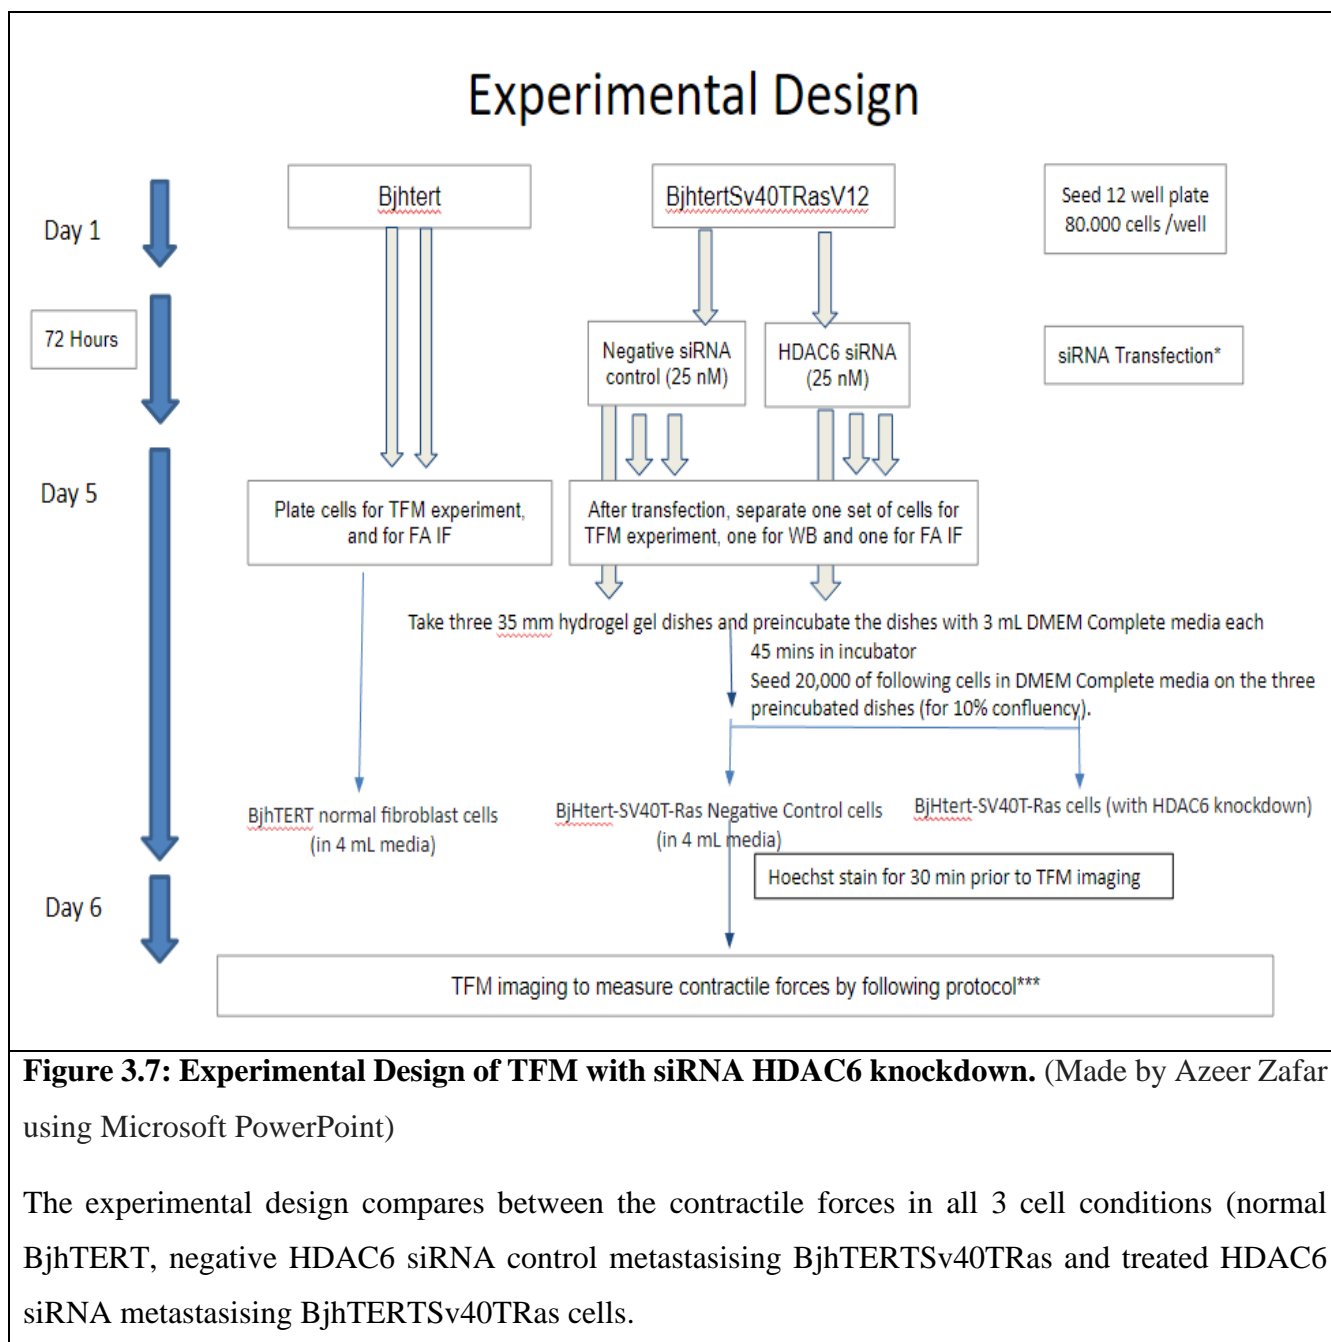 Experimental Design
Day 1
Bjhtert
BjhtertSv40TRasV12
Seed 12 well plate
80.000 cells /well
72 Hours
Negative siRNA
control (25 nM)
HDAC6 siRNA
(25 nM)
siRNA Transfection*
Day 5
Plate cells for TFM experiment,
and for FA IF
After transfection, separate one set of cells for
TFM experiment, one for WB and one for FA IF
Take three 35 mm hydrogel gel dishes and preincubate the dishes with 3 mL DMEM Complete media each
45 mins in incubator
Seed 20,000 of following cells in DMEM Complete media on the three
preincubated dishes (for 10% confluency).
BjhTERT normal fibroblast cells
(in 4 mL media)
BjHtert-SV40T-Ras Negative Control cells
(in 4 mL media)
BjHtert-SV40T-Ras cells (with HDAC6 knockdown)
Hoechst stain for 30 min prior to TFM imaging
Day 6
TFM imaging to measure contractile forces by following protocol***
Figure 3.7: Experimental Design of TFM with siRNA HDAC6 knockdown. (Made by Azeer Zafar
using Microsoft PowerPoint)
The experimental design compares between the contractile forces in all 3 cell conditions (normal
BjhTERT, negative HDAC6 siRNA control metastasising BjhTERTSv40TRas and treated HDAC6
siRNA metastasising BjhTERTSv40TRas cells.